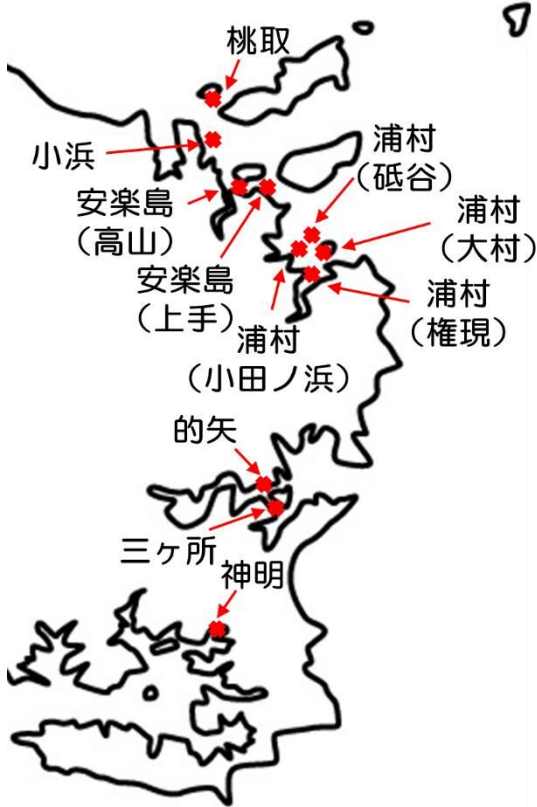 桃取
小浜
浦村
（砥谷）
安楽島
（高山）
浦村
（大村）
安楽島
（上手）
浦村
（権現）
浦村
（小田ノ浜）
的矢
三ヶ所
神明